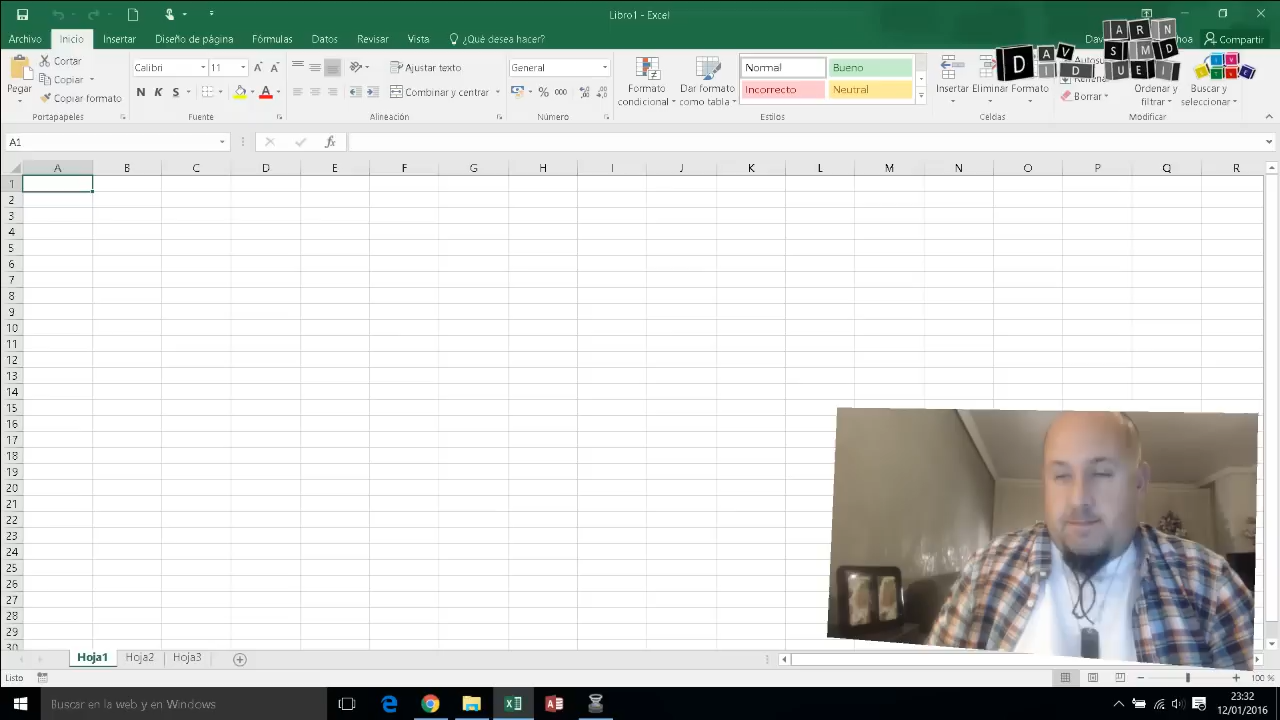 Libro1 - Excel
Archivo Inicio Insertar Diseño de página Fórmulas Datos Revisar Vista ¿Qué desea hacer? Compartir
Pegar
Cortar
Copiar
Copiar formato
Portapapeles
Calibri 11
N K S
Fuente
Ajustar texto
Combinar y centrar
Alineación
General
% 000
Número
Formato condicional
Dar formato como tabla
Normal Bueno
Incorrecto Neutral
Estilos
Insertar Eliminar Formato
Celdas
Borrar
Ordenar y filtrar
Buscar y seleccionar
Modificar
DAVID
ARN
SMD
UEL
A1 fx
A B C D E F G H I J K L M N O P Q R
1
2
3
4
5
6
7
8
9
10
11
12
13
14
15
16
17
18
19
20
21
22
23
24
25
26
27
28
29
30
Hoja1 Hoja2 Hoja3
Listo 100 %
Buscar en la web y en Windows
23:32
12/01/2016